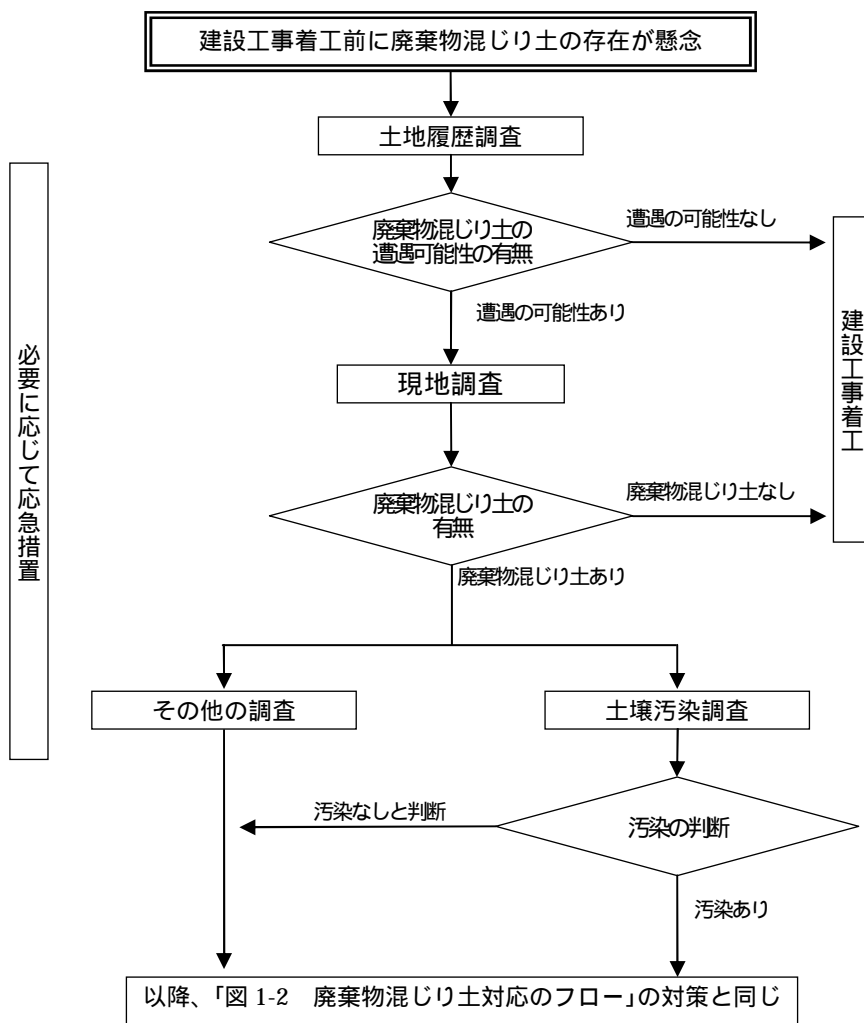 建設工事着工前に廃棄物混じり土の存在が懸念
土地履歴調査
廃棄物混じり土の
遭遇可能性の有無
遭遇の可能性なし
遭遇の可能性あり
現地調査
廃棄物混じり土の
有無
廃棄物混じり土なし
廃棄物混じり土あり
建設工事着工
必要に応じて応急措置
その他の調査
土壌汚染調査
汚染なしと判断
汚染の判断
汚染あり
以降、「図 1-2 廃棄物混じり土対応のフロー」の対策と同じ